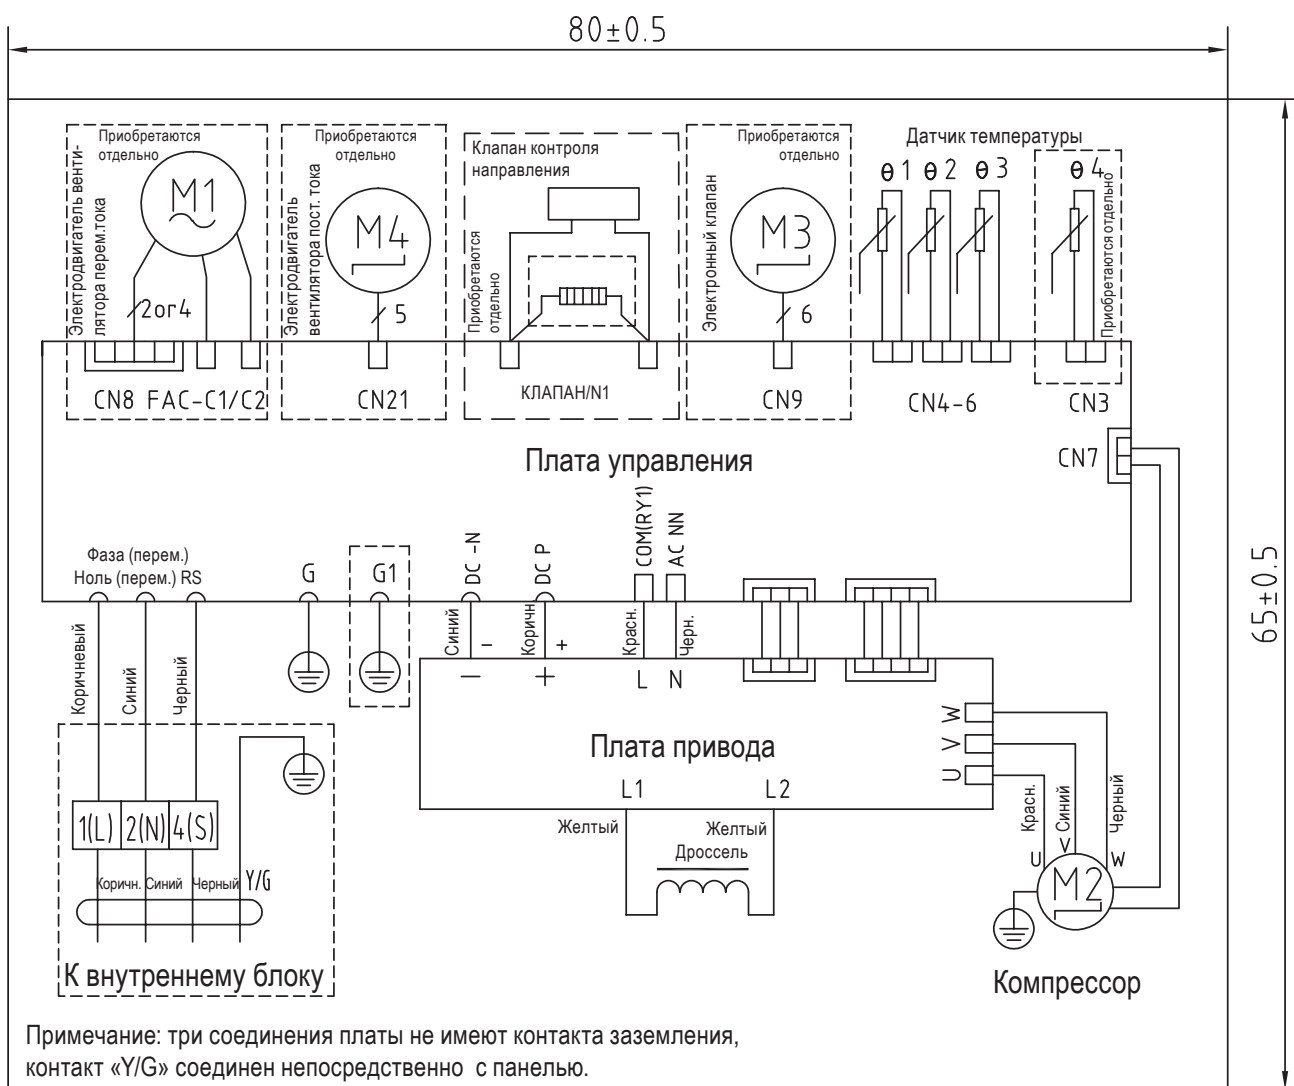 80±0.5
Приобретаются
отдельно
Электродвигатель венти-
лятора перем.тока
M1
2or4
CN8 FAC-C1/C2
Приобретаются
отдельно
Электродвигатель
вентилятора пост. тока
M4
5
CN21
Клапан контроля
направления
Приобретаются
отдельно
КЛАПАН/N1
Приобретаются
отдельно
Электронный клапан
M3
6
CN9
Датчик температуры
θ 1 θ 2 θ 3
CN4-6
θ 4
Приобретаются отдельно
CN3
CN7
Плата управления
65±0.5
Фаза (перем.)
Ноль (перем.) RS
G
G1
DC -N
DC P
COM(RY1)
AC NN
Коричневый
Синий
Черный
Синий
-
Коричн.
+
Красн.
Черн.
— + L N
Плата привода
W
V
U
L1 L2
Желтый
Желтый
Дроссель
1(L) 2(N) 4(S)
Коричн. Синий Черный Y/G
К внутреннему блоку
Красн.
Синий
Черный
U V W
M2
Компрессор
Примечание: три соединения платы не имеют контакта заземления,
контакт «Y/G» соединен непосредственно с панелью.